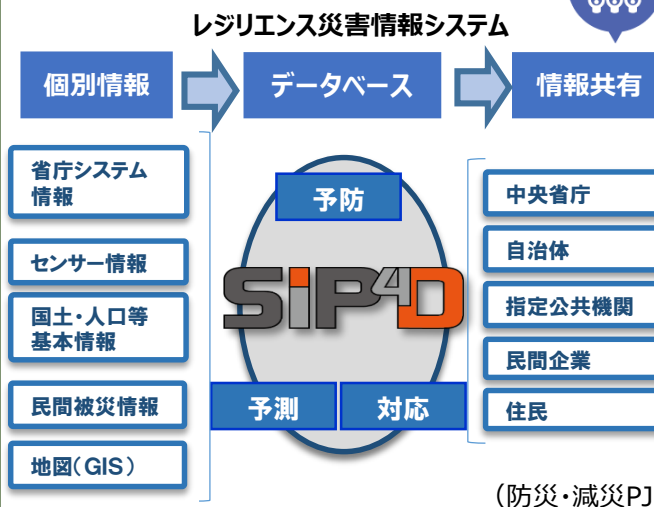 レジリエンス災害情報システム
個別情報
データベース
情報共有
省庁システム
情報
センサー情報
国土・人口等
基本情報
民間被災情報
地図(GIS)
予防
SiP4D
予測
対応
中央省庁
自治体
指定公共機関
民間企業
住民
(防災・減災PJ